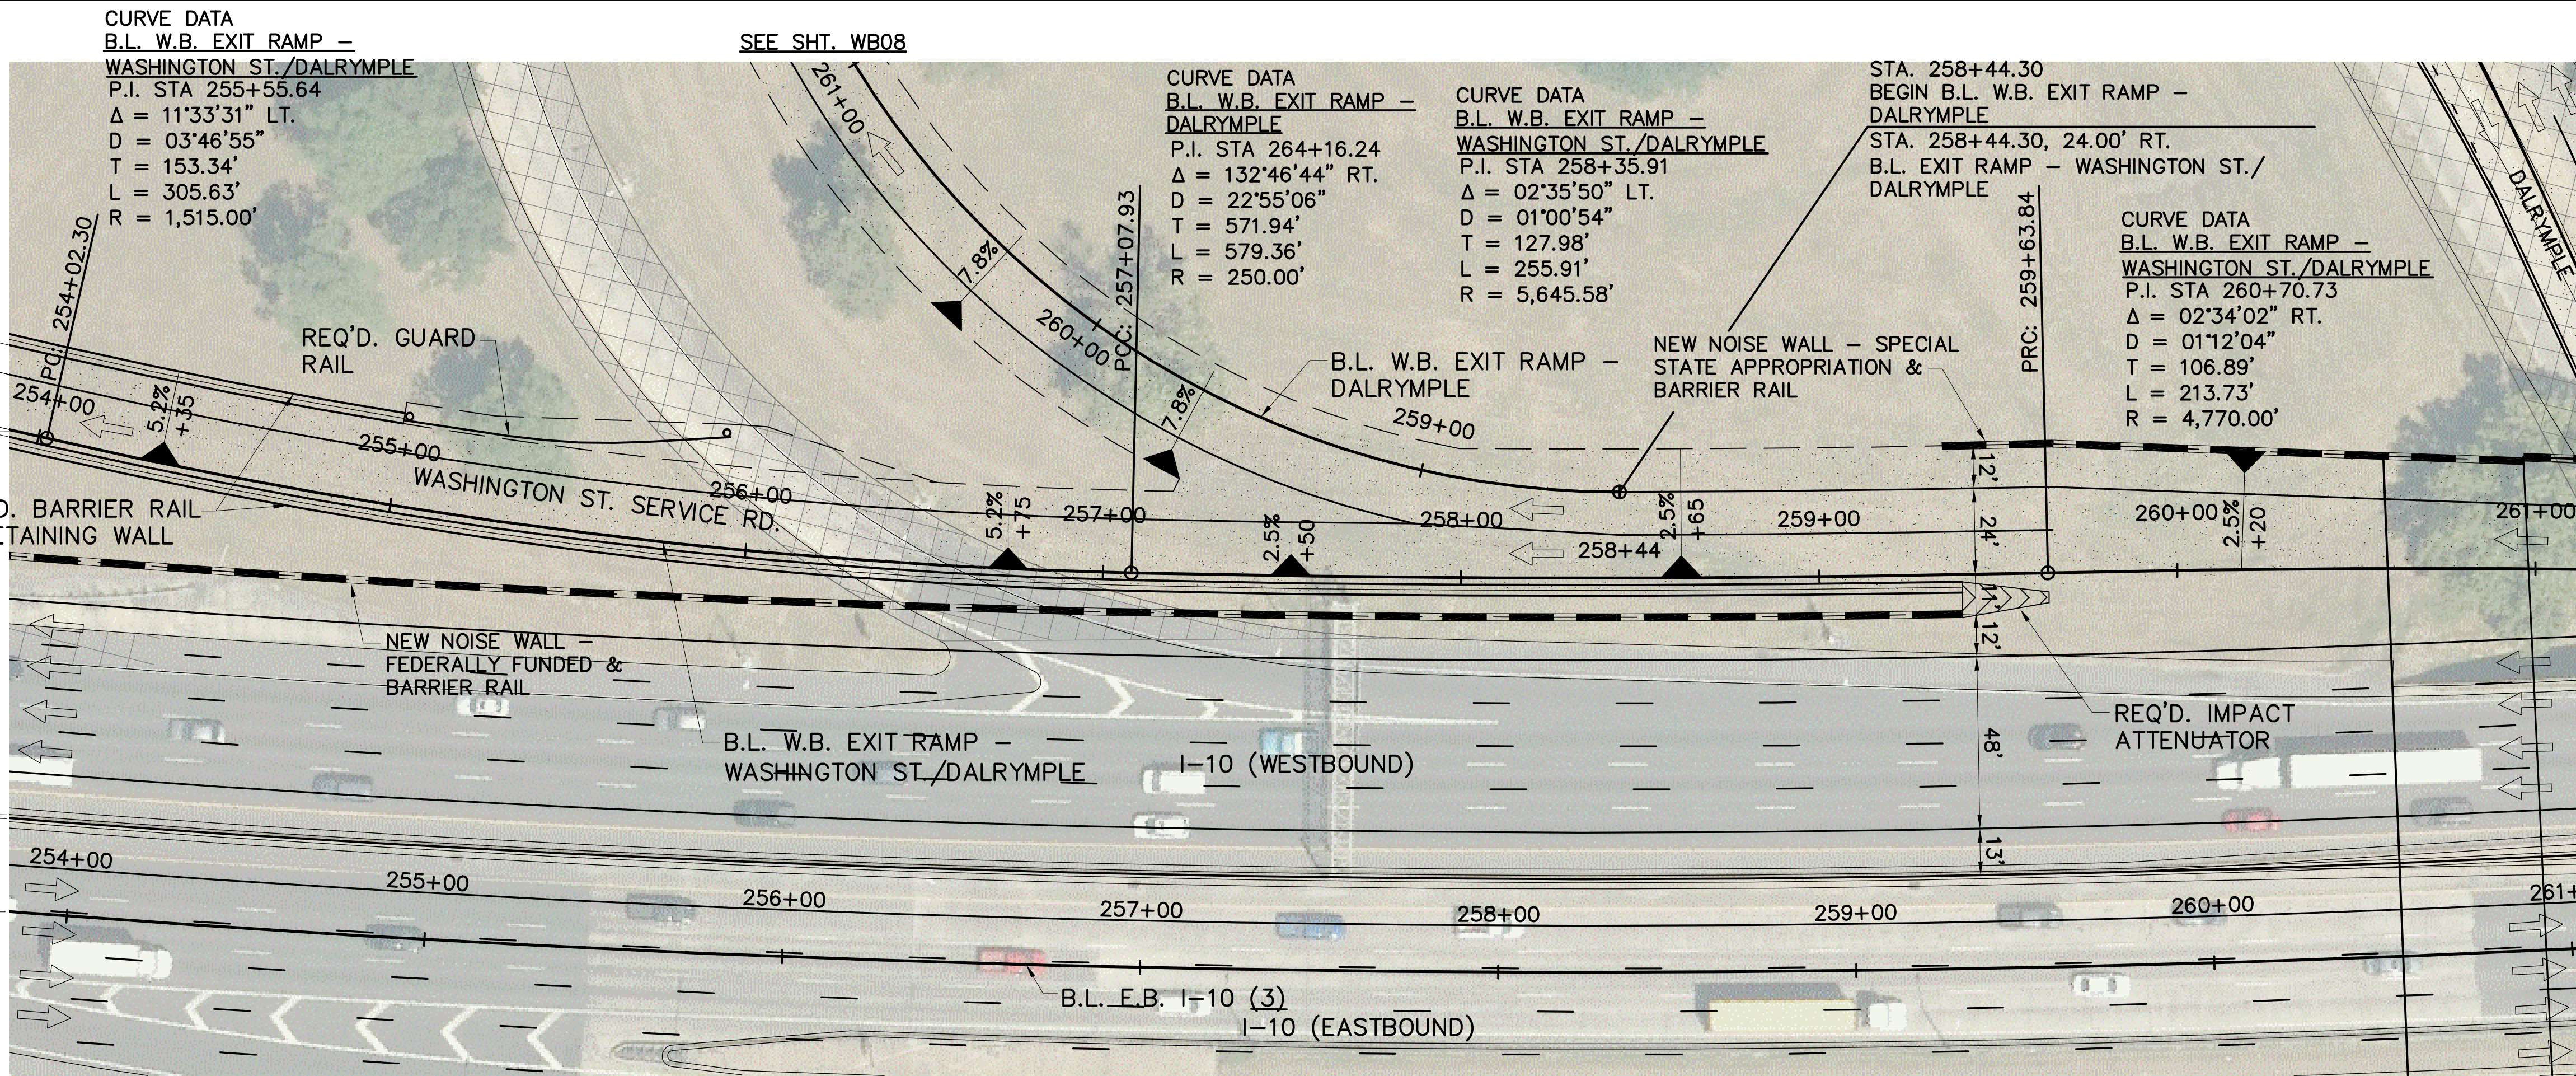 CURVE DATA
B.L. W.B. EXIT RAMP –
WASHINGTON ST./DALRYMPLE
P.I. STA 255+55.64
Δ = 11°33'31" LT.
D = 03°46'55"
T = 153.34'
L = 305.63'
R = 1,515.00'
SEE SHT. WB08
CURVE DATA
B.L. W.B. EXIT RAMP –
DALRYMPLE
P.I. STA 264+16.24
Δ = 132°46'44" RT.
D = 22°55'06"
T = 571.94'
L = 579.36'
R = 250.00'
CURVE DATA
B.L. W.B. EXIT RAMP –
WASHINGTON ST./DALRYMPLE
P.I. STA 258+35.91
Δ = 02°35'50" LT.
D = 01°00'54"
T = 127.98'
L = 255.91'
R = 5,645.58'
STA. 258+44.30
BEGIN B.L. W.B. EXIT RAMP –
DALRYMPLE
STA. 258+44.30, 24.00' RT.
B.L. EXIT RAMP – WASHINGTON ST./
DALRYMPLE
CURVE DATA
B.L. W.B. EXIT RAMP –
WASHINGTON ST./DALRYMPLE
P.I. STA 260+70.73
Δ = 02°34'02" RT.
D = 01°12'04"
T = 106.89'
L = 213.73'
R = 4,770.00'
DALRYMPLE
261+00
7.8%
260+00
7.8%
259+00
PC: 254+02.30
PCC: 257+07.93
PRC: 259+63.84
REQ'D. GUARD
RAIL
B.L. W.B. EXIT RAMP –
DALRYMPLE
NEW NOISE WALL – SPECIAL
STATE APPROPRIATION &
BARRIER RAIL
254+00
5.2%
+35
255+00
256+00
5.2%
+75
257+00
2.5%
+50
258+00
2.5%
+65
258+44
259+00
260+00
2.5%
+20
261+00
WASHINGTON ST. SERVICE RD.
D. BARRIER RAIL
TAINING WALL
12'
24'
11'
12'
48'
13'
NEW NOISE WALL –
FEDERALLY FUNDED &
BARRIER RAIL
B.L. W.B. EXIT RAMP –
WASHINGTON ST./DALRYMPLE
I–10 (WESTBOUND)
REQ'D. IMPACT
ATTENUATOR
254+00
255+00
256+00
257+00
258+00
259+00
260+00
261+
B.L. E.B. I–10 (3)
I–10 (EASTBOUND)